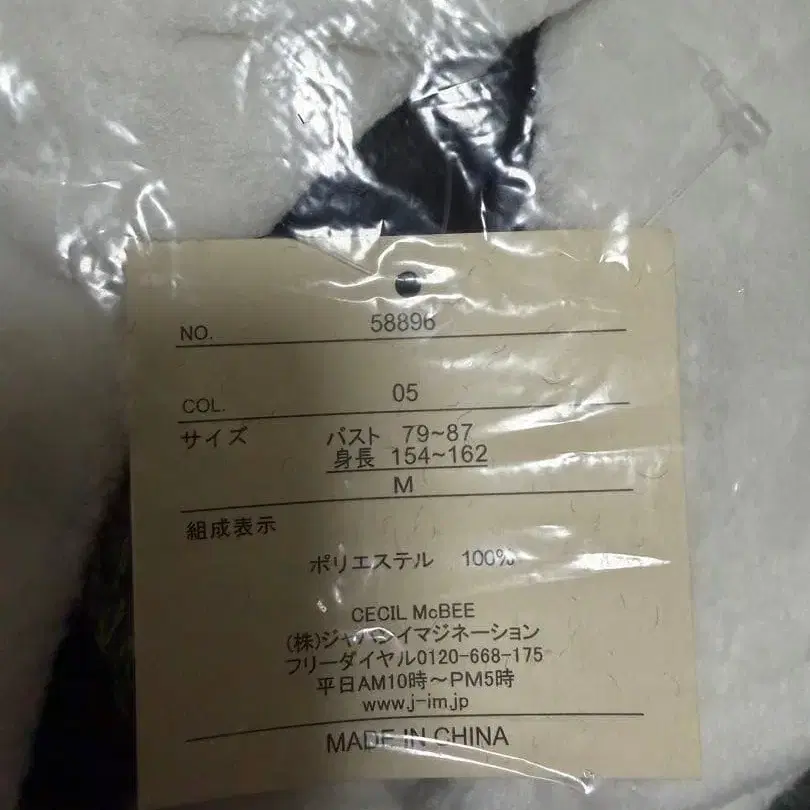 NO. 58896
COL. 05
サイズ バスト 79~87
身長 154~162
M
組成表示
ポリエステル 100%
CECIL McBEE
(株)ジャパンイマジネーション
フリーダイヤル0120-668-175
平日AM10時～PM5時
www.j-im.jp
MADE IN CHINA